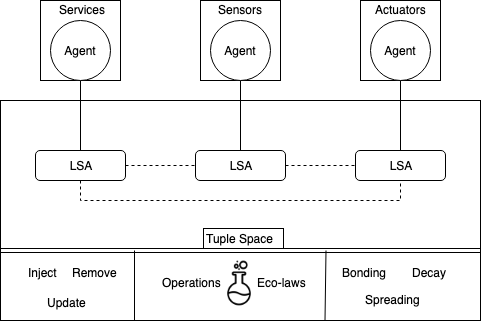 Services Sensors Actuators
Agent Agent Agent
LSA LSA LSA
Tuple Space
Inject Remove
Update
Operations Eco-laws
Bonding Decay
Spreading